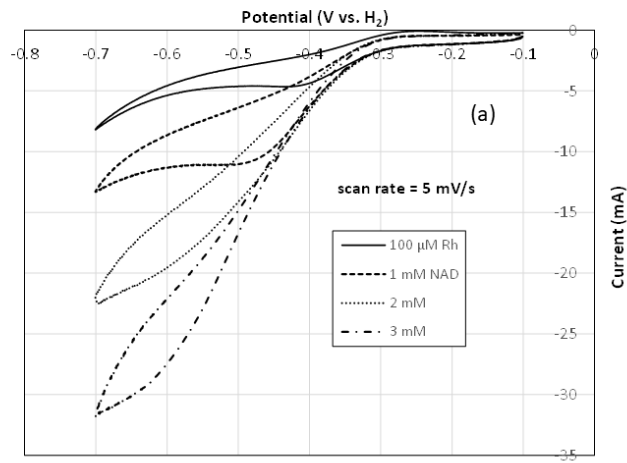 Potential (V vs. H₂)
-0.8 -0.7 -0.6 -0.5 -0.4 -0.3 -0.2 -0.1 0
0
-5
(a)
-10
scan rate = 5 mV/s
-15
100 µM Rh
1 mM NAD
2 mM
3 mM
-20
-25
-30
-35
Current (mA)